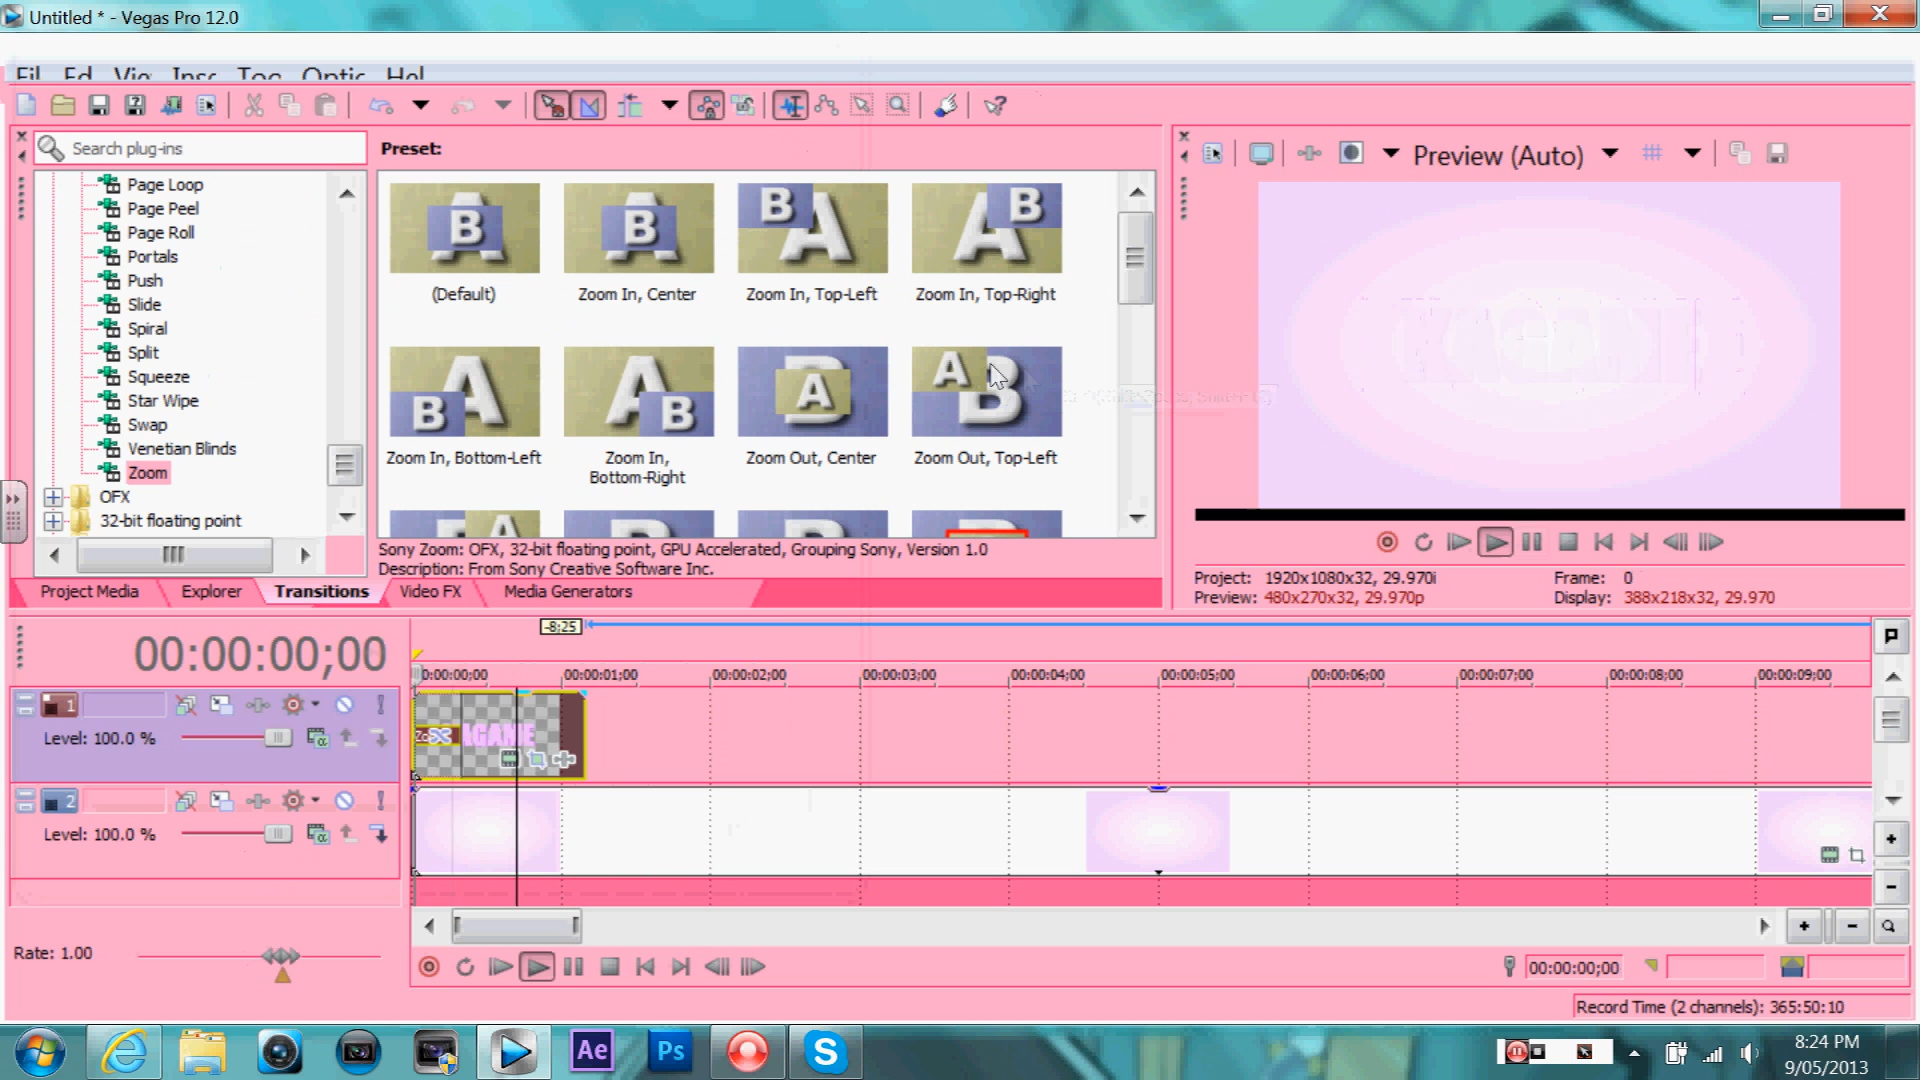 Untitled * - Vegas Pro 12.0
Search plug-ins
Preset:
Preview (Auto)
Page Loop
Page Peel
Page Roll
Portals
Push
Slide
Spiral
Split
Squeeze
Star Wipe
Swap
Venetian Blinds
Zoom
OFX
32-bit floating point
(Default)
Zoom In, Center
Zoom In, Top-Left
Zoom In, Top-Right
Zoom In, Bottom-Left
Zoom In,
Bottom-Right
Zoom Out, Center
Zoom Out, Top-Left
Sony Zoom: OFX, 32-bit floating point, GPU Accelerated, Grouping Sony, Version 1.0
Description: From Sony Creative Software Inc.
Project Media Explorer Transitions Video FX Media Generators
Project: 1920x1080x32, 29.970i Frame: 0
Preview: 480x270x32, 29.970p Display: 388x218x32, 29.970
-8;25
00:00:00;00
0:00:00;00 00:00:01;00 00:00:02;00 00:00:03;00 00:00:04;00 00:00:05;00 00:00:06;00 00:00:07;00 00:00:08;00 00:00:09;00
1
Level: 100.0 %
2
Level: 100.0 %
Rate: 1.00
00:00:00;00
Record Time (2 channels): 365:50:10
Ae Ps S
8:24 PM
9/05/2013